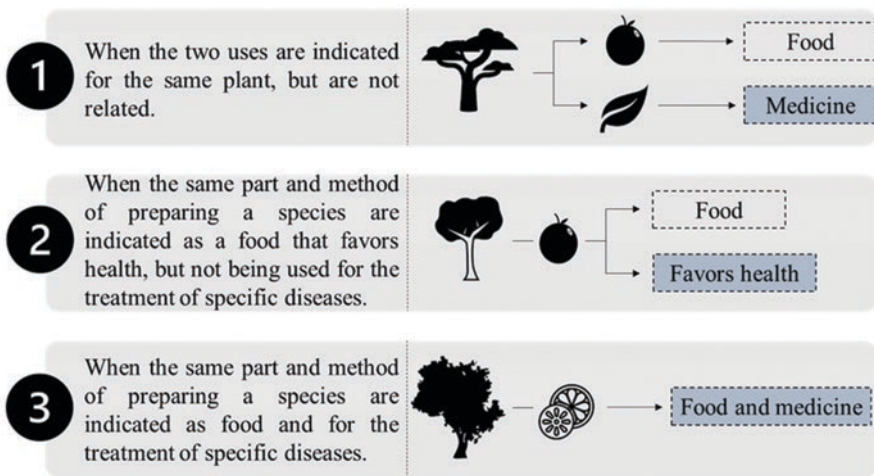 1
When the two uses are indicated
for the same plant, but are not
related.
Food
Medicine
2
When the same part and method
of preparing a species are
indicated as a food that favors
health, but not being used for the
treatment of specific diseases.
Food
Favors health
3
When the same part and method
of preparing a species are
indicated as food and for the
treatment of specific diseases.
Food and medicine